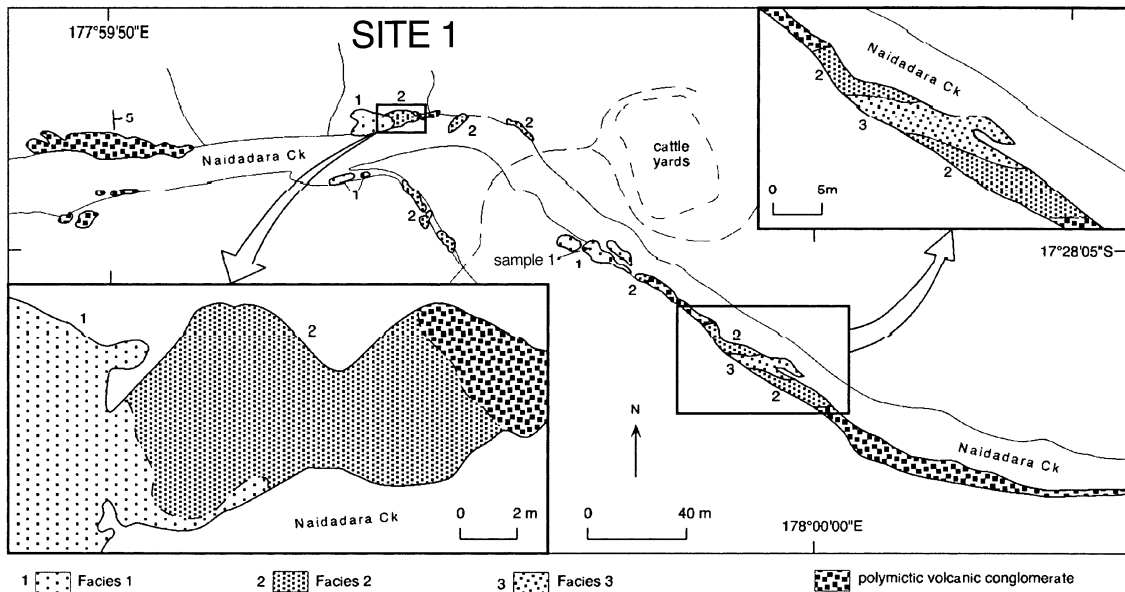 177°59'50"E
SITE 1
1
2
5
2
2
Naidadara Ck
cattle
yards
1
2
sample 1
1
2
2
3
2
17°28'05"S
N
Naidadara Ck
0 40 m
178°00'00"E
Naidadara Ck
2
3
2
0 5m
1
2
Naidadara Ck
0 2 m
1 Facies 1 2 Facies 2 3 Facies 3 polymictic volcanic conglomerate